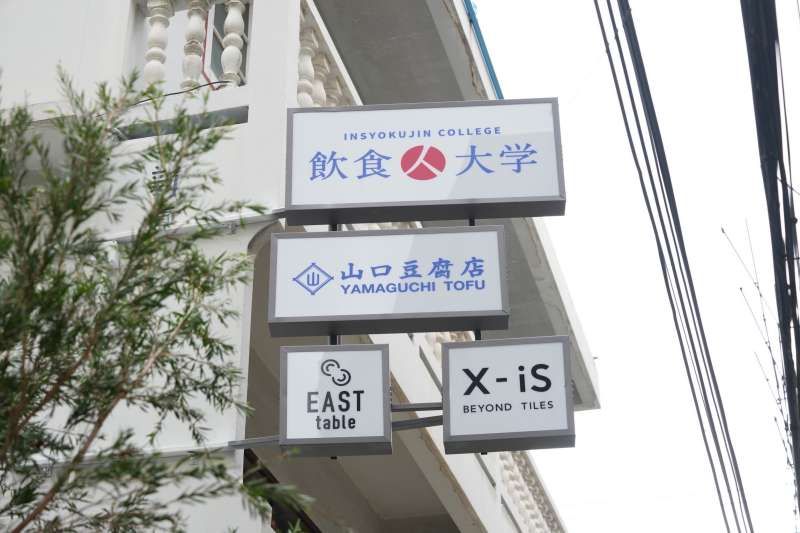 INSYOKUJIN COLLEGE
飲食人大学
山 山口豆腐店
YAMAGUCHI TOFU
EAST
table
X-iS
BEYOND TILES